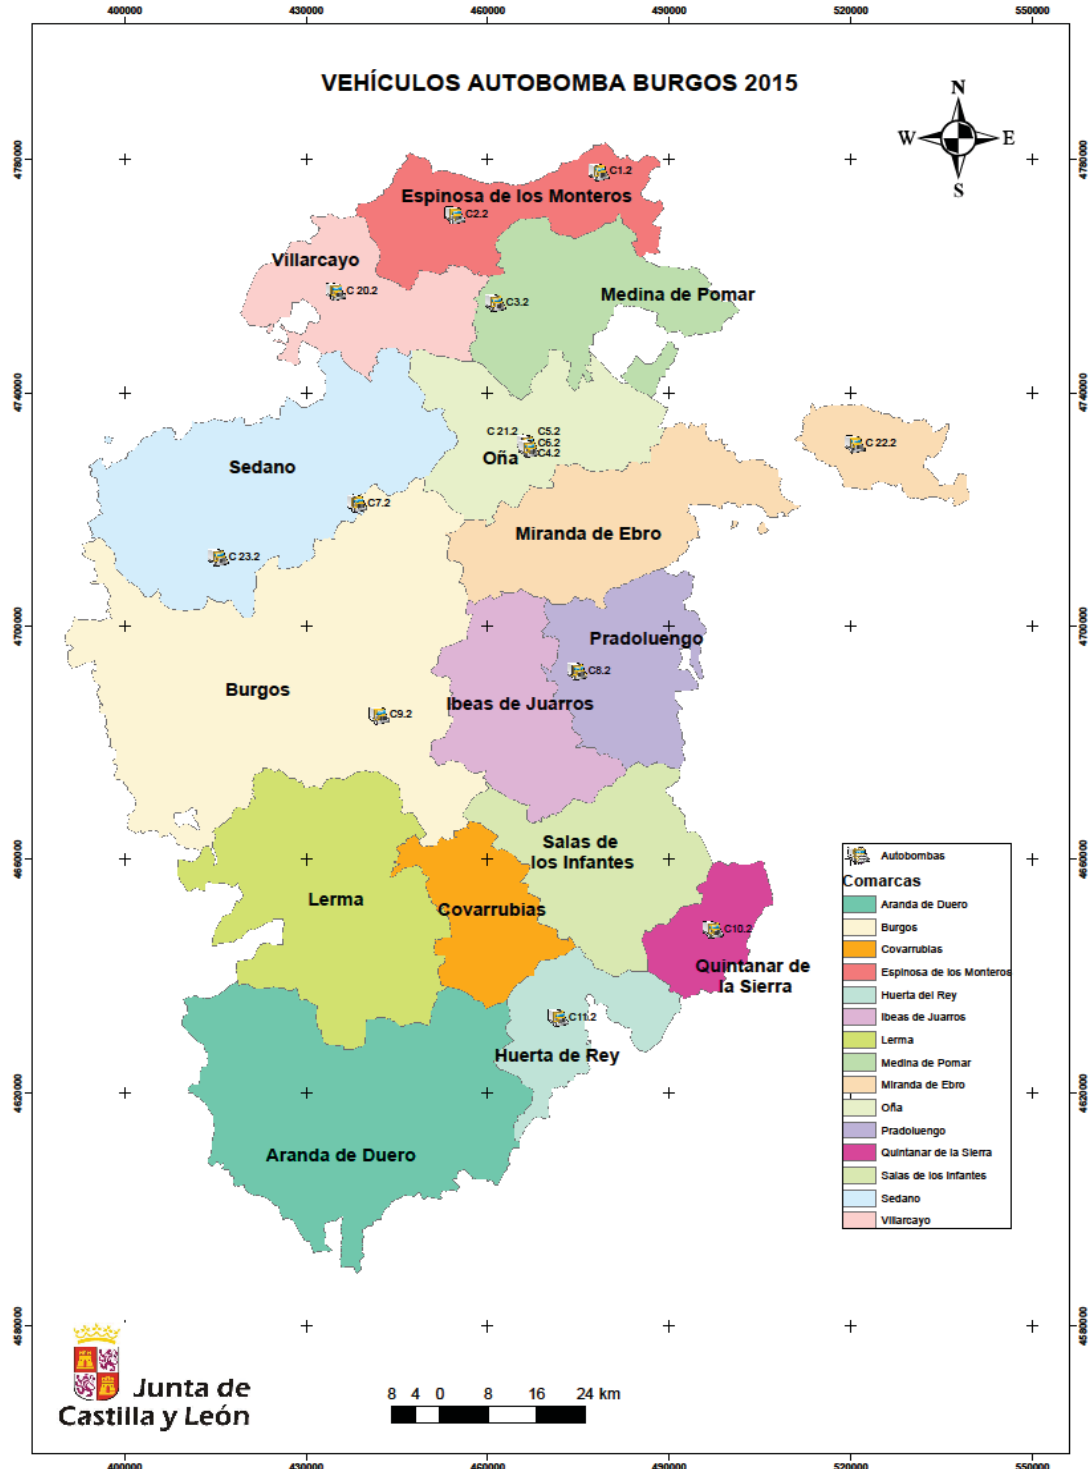 400000 430000 460000 490000 520000 550000
VEHÍCULOS AUTOBOMBA BURGOS 2015
N
W E
S
4780000 4780000
C1.2
Espinosa de los Monteros
C2.2
Villarcayo
C 20.2
Medina de Pomar
C3.2
4740000 4740000
C 21.2 C5.2
C6.2
C4.2
Oña
C 22.2
Sedano
C7.2
Miranda de Ebro
C 23.2
4700000 4700000
Pradoluengo
C8.2
Burgos
Ibeas de Juarros
C9.2
Salas de
los Infantes
4660000 4660000
Lerma
Covarrubias
C10.2
Quintanar de
la Sierra
C11.2
Huerta de Rey
4620000 4620000
Aranda de Duero
Autobombas
Comarcas
Aranda de Duero
Burgos
Covarrubias
Espinosa de los Monteros
Huerta del Rey
Ibeas de Juarros
Lerma
Medina de Pomar
Miranda de Ebro
Oña
Pradoluengo
Quintanar de la Sierra
Salas de los Infantes
Sedano
Villarcayo
4580000 4580000
Junta de
Castilla y León
8 4 0 8 16 24 km
400000 430000 460000 490000 520000 550000